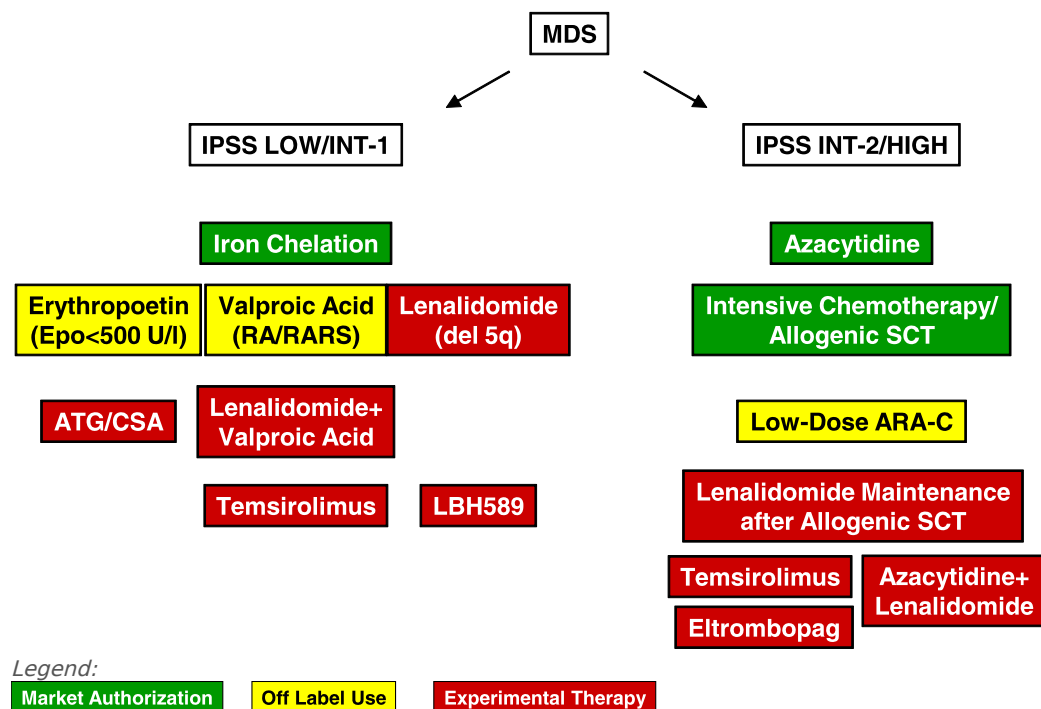 MDS
IPSS LOW/INT-1
IPSS INT-2/HIGH
Iron Chelation
Azacytidine
Erythropoetin
(Epo<500 U/l)
Valproic Acid
(RA/RARS)
Lenalidomide
(del 5q)
Intensive Chemotherapy/
Allogenic SCT
ATG/CSA
Lenalidomide+
Valproic Acid
Low-Dose ARA-C
Temsirolimus
LBH589
Lenalidomide Maintenance
after Allogenic SCT
Temsirolimus
Azacytidine+
Lenalidomide
Eltrombopag
Legend:
Market Authorization
Off Label Use
Experimental Therapy